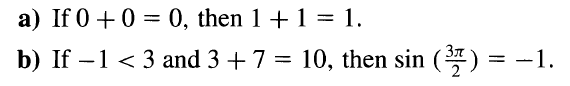 a) If 0 + 0 = 0, then 1 + 1 = 1.
b) If −1 < 3 and 3 + 7 = 10, then sin (3π/2) = −1.